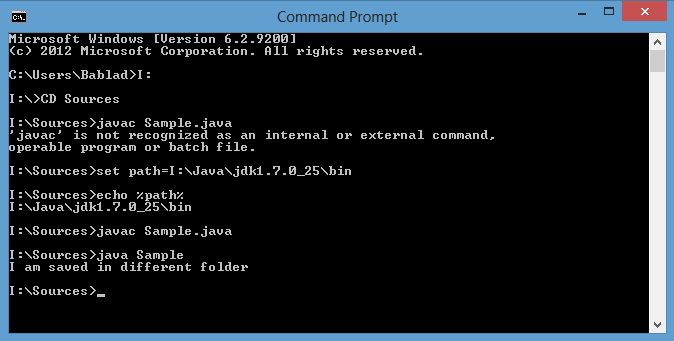 Command Prompt
Microsoft Windows [Version 6.2.9200]
(c) 2012 Microsoft Corporation. All rights reserved.
C:\Users\Bablad>I:
I:\>CD Sources
I:\Sources>javac Sample.java
'javac' is not recognized as an internal or external command,
operable program or batch file.
I:\Sources>set path=I:\Java\jdk1.7.0_25\bin
I:\Sources>echo %path%
I:\Java\jdk1.7.0_25\bin
I:\Sources>javac Sample.java
I:\Sources>java Sample
I am saved in different folder
I:\Sources>_